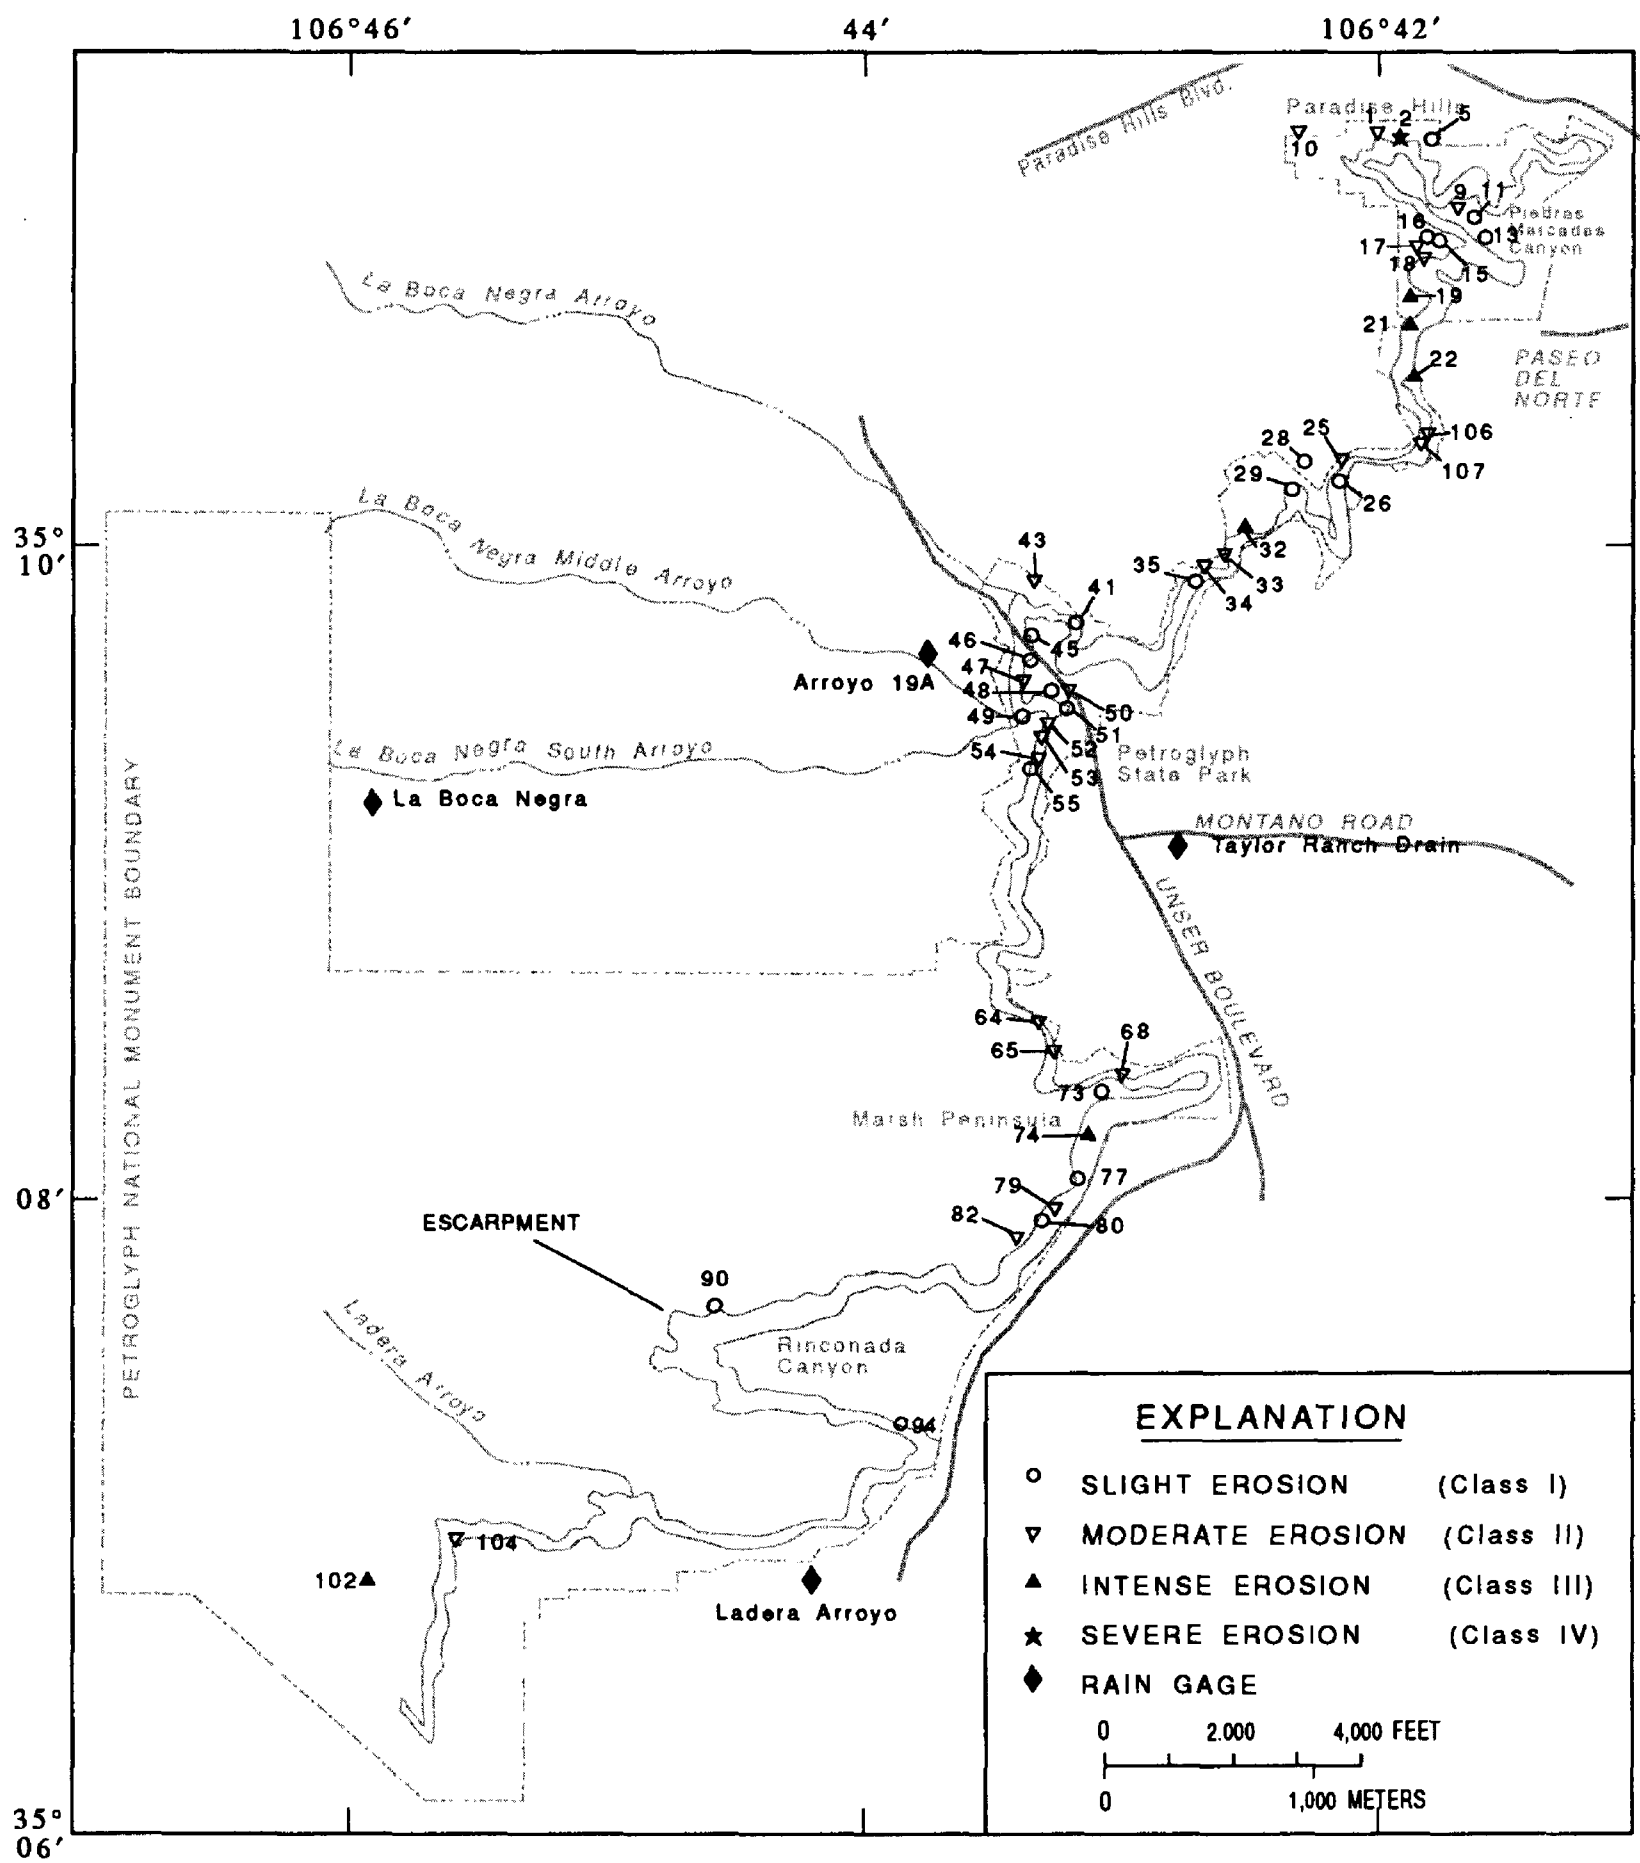 106°46′ 44′ 106°42′
Paradise Hills Blvd.
Paradise Hills
1 2 5
10
9 11
Piedras
Marcadas
Canyon
16 13
17
18 15
19
21
22
PASEO
DEL
NORTE
La Boca Negra Arroyo
106
107
25
28
29
26
35°
10′
La Boca Negra Middle Arroyo
32
33
34
35
43
41
46
45
47
Arroyo 19A
48
50
49
51
52
54
53
55
La Boca Negra South Arroyo
La Boca Negra
Petroglyph
State Park
MONTANO ROAD
Taylor Ranch Drain
PETROGLYPH NATIONAL MONUMENT BOUNDARY
UNSER BOULEVARD
64
65
68
73
Marsh Peninsula
74
77
08′
79
80
82
ESCARPMENT
90
Rinconada
Canyon
Ladera Arroyo
94
104
102
Ladera Arroyo
35°
06′
EXPLANATION
SLIGHT EROSION (Class I)
MODERATE EROSION (Class II)
INTENSE EROSION (Class III)
SEVERE EROSION (Class IV)
RAIN GAGE
0 2.000 4,000 FEET
0 1,000 METERS